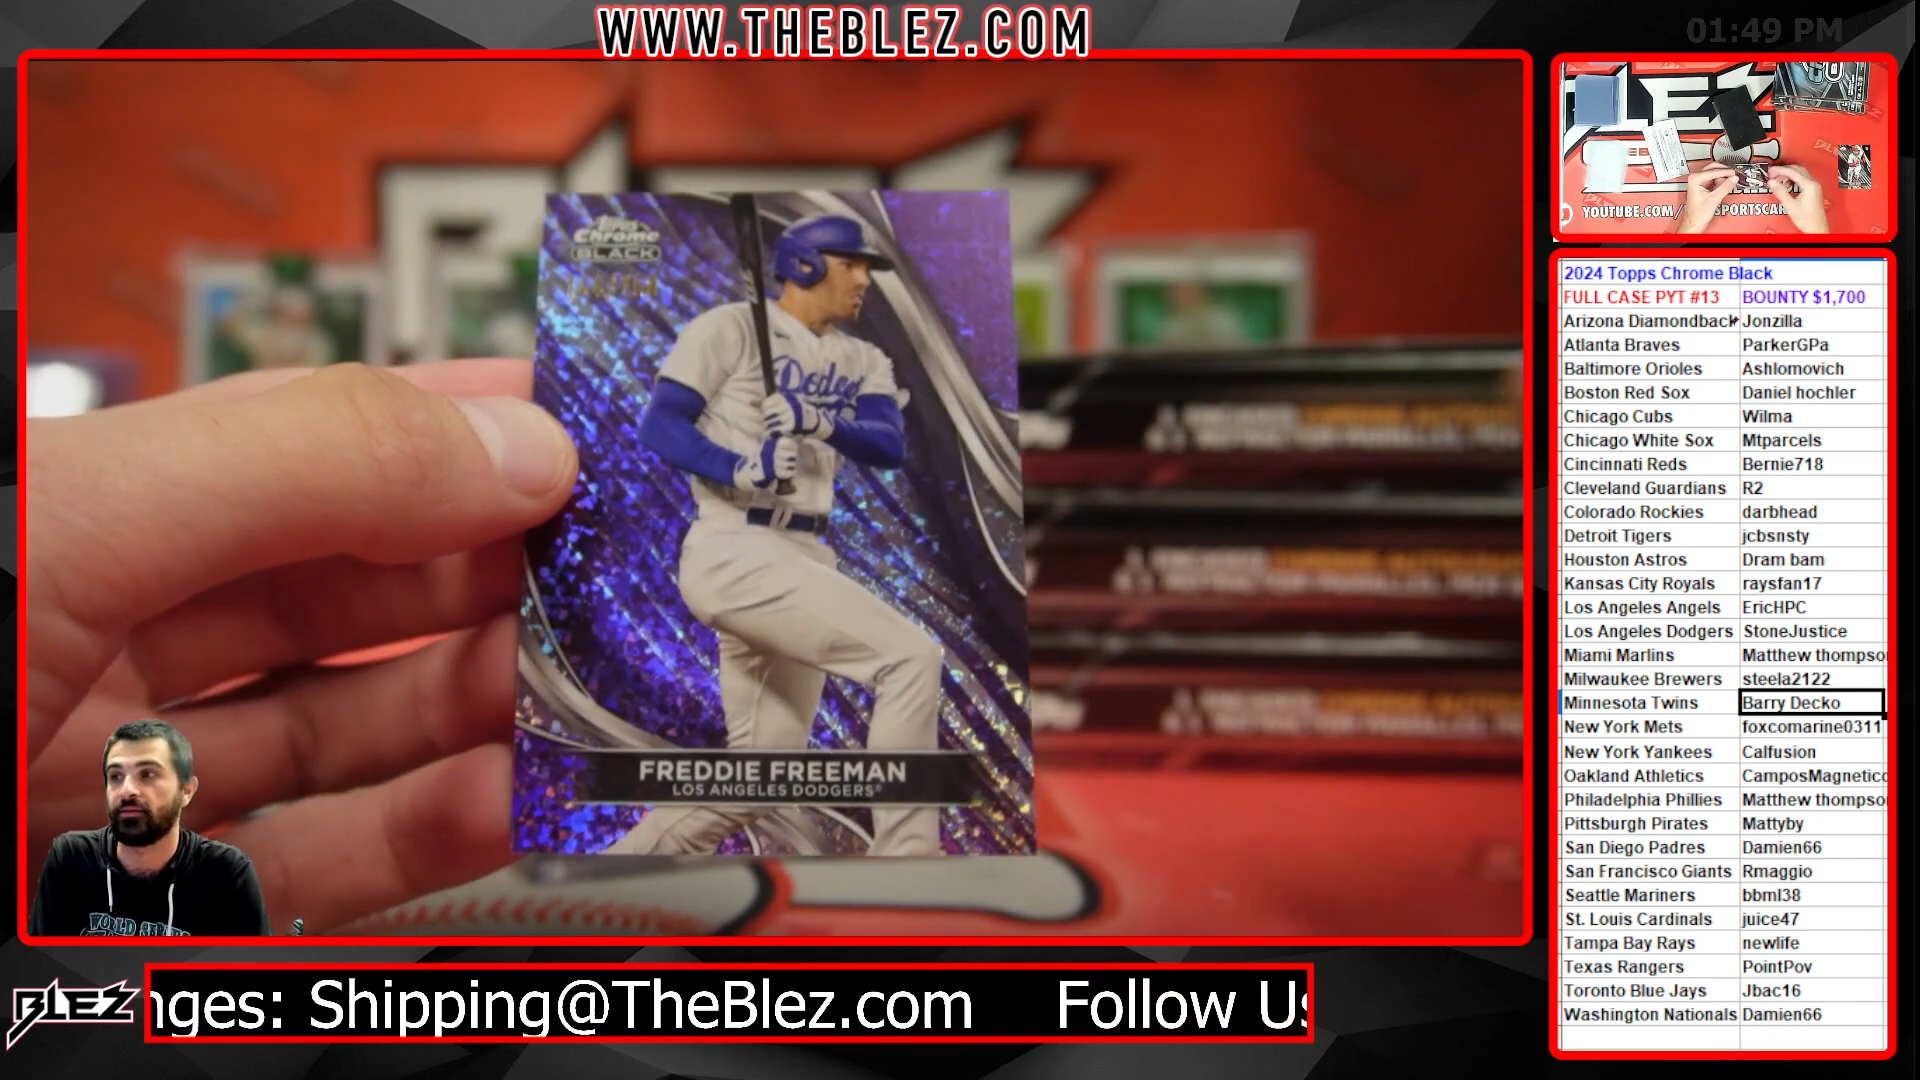 WWW.THEBLEZ.COM
01:49 PM
Topps
Chrome
BLACK
Dodgers
FREDDIE FREEMAN
LOS ANGELES DODGERS
YOUTUBE.COM/
SPORTSCAR
2024 Topps Chrome Black
FULL CASE PYT #13 BOUNTY $1,700
Arizona Diamondback Jonzilla
Atlanta Braves ParkerGPa
Baltimore Orioles Ashlomovich
Boston Red Sox Daniel hochler
Chicago Cubs Wilma
Chicago White Sox Mtparcels
Cincinnati Reds Bernie718
Cleveland Guardians R2
Colorado Rockies darbhead
Detroit Tigers jcbsnsty
Houston Astros Dram bam
Kansas City Royals raysfan17
Los Angeles Angels EricHPC
Los Angeles Dodgers StoneJustice
Miami Marlins Matthew thompso
Milwaukee Brewers steela2122
Minnesota Twins Barry Decko
New York Mets foxcomarine0311
New York Yankees Calfusion
Oakland Athletics CamposMagnetic
Philadelphia Phillies Matthew thompso
Pittsburgh Pirates Mattyby
San Diego Padres Damien66
San Francisco Giants Rmaggio
Seattle Mariners bbml38
St. Louis Cardinals juice47
Tampa Bay Rays newlife
Texas Rangers PointPov
Toronto Blue Jays Jbac16
Washington Nationals Damien66
WORLD SERIES
BLEZ
nges: Shipping@TheBlez.com Follow Us